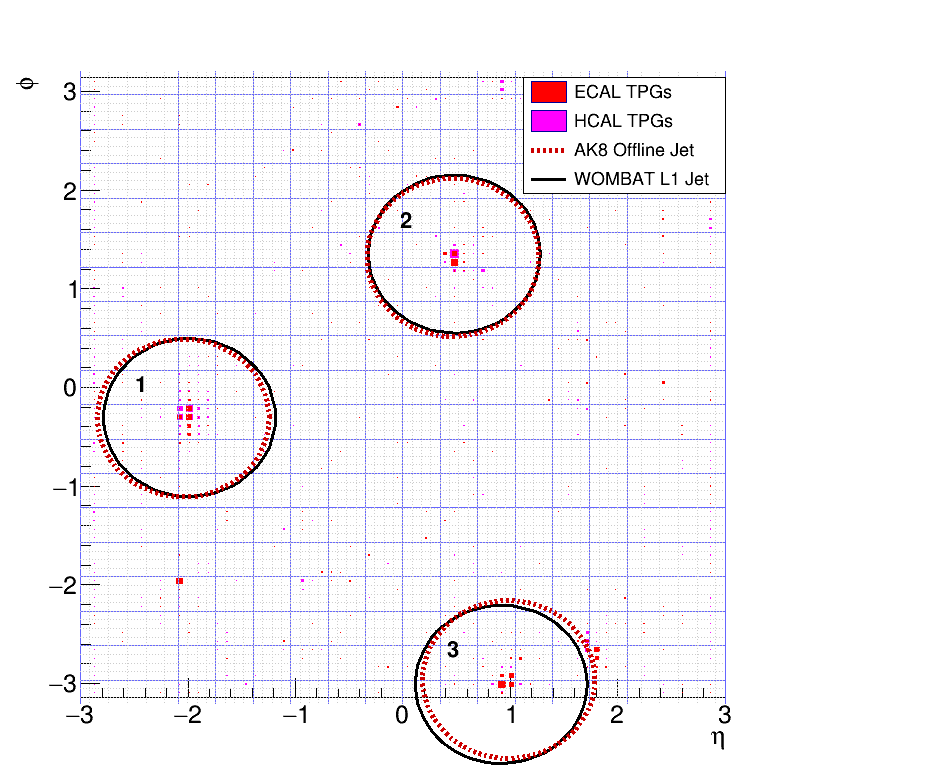 ϕ
3
2
1
0
−1
−2
−3
ECAL TPGs
HCAL TPGs
AK8 Offline Jet
WOMBAT L1 Jet
2
1
3
−3 −2 −1 0 1 2 3
η